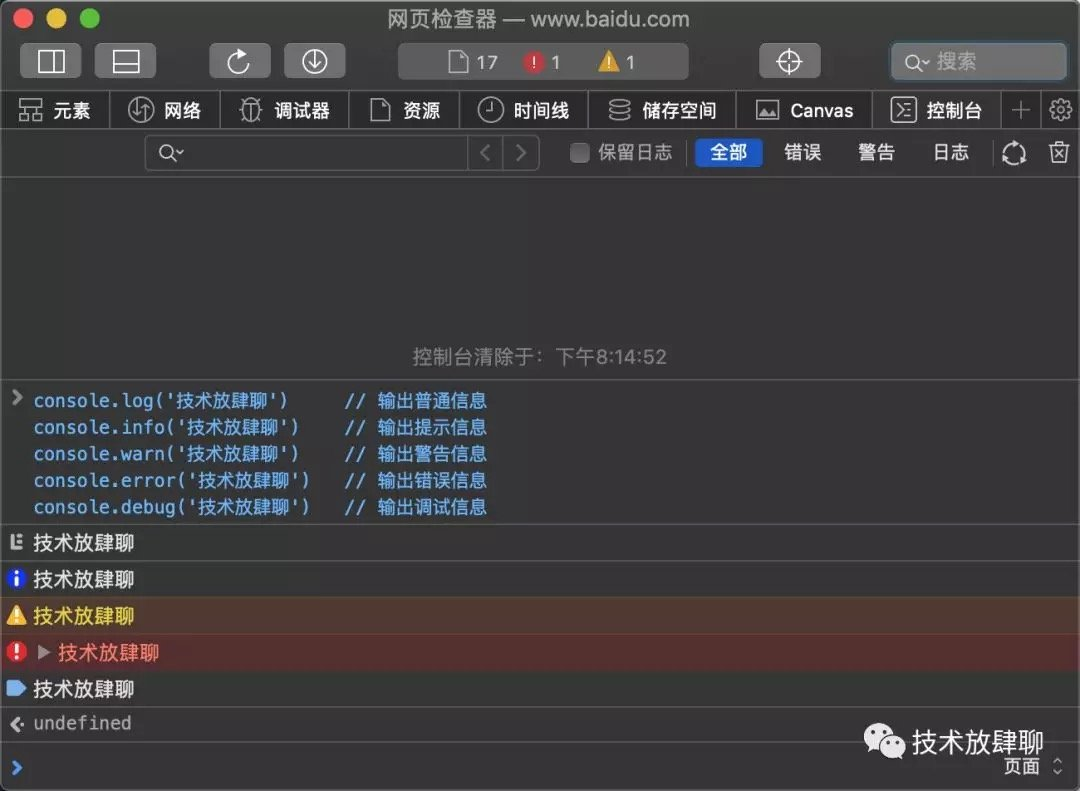 网页检查器 — www.baidu.com
17 1 1 搜索
元素 网络 调试器 资源 时间线 储存空间 Canvas 控制台
保留日志 全部 错误 警告 日志
控制台清除于： 下午8:14:52
console.log('技术放肆聊') // 输出普通信息
console.info('技术放肆聊') // 输出提示信息
console.warn('技术放肆聊') // 输出警告信息
console.error('技术放肆聊') // 输出错误信息
console.debug('技术放肆聊') // 输出调试信息
技术放肆聊
技术放肆聊
技术放肆聊
技术放肆聊
技术放肆聊
undefined
技术放肆聊
页面